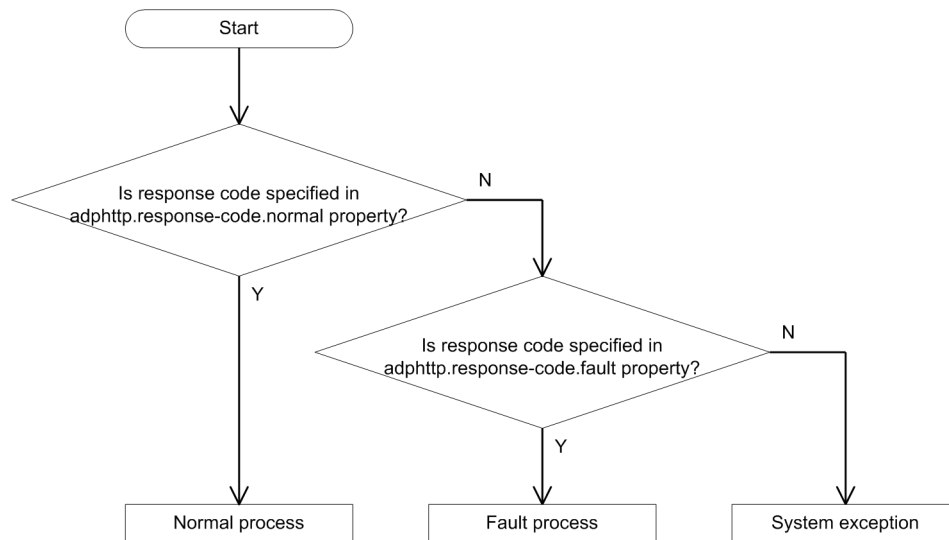 Start
Is response code specified in
adphttp.response-code.normal property?
N
Y
Is response code specified in
adphttp.response-code.fault property?
N
Y
Normal process
Fault process
System exception